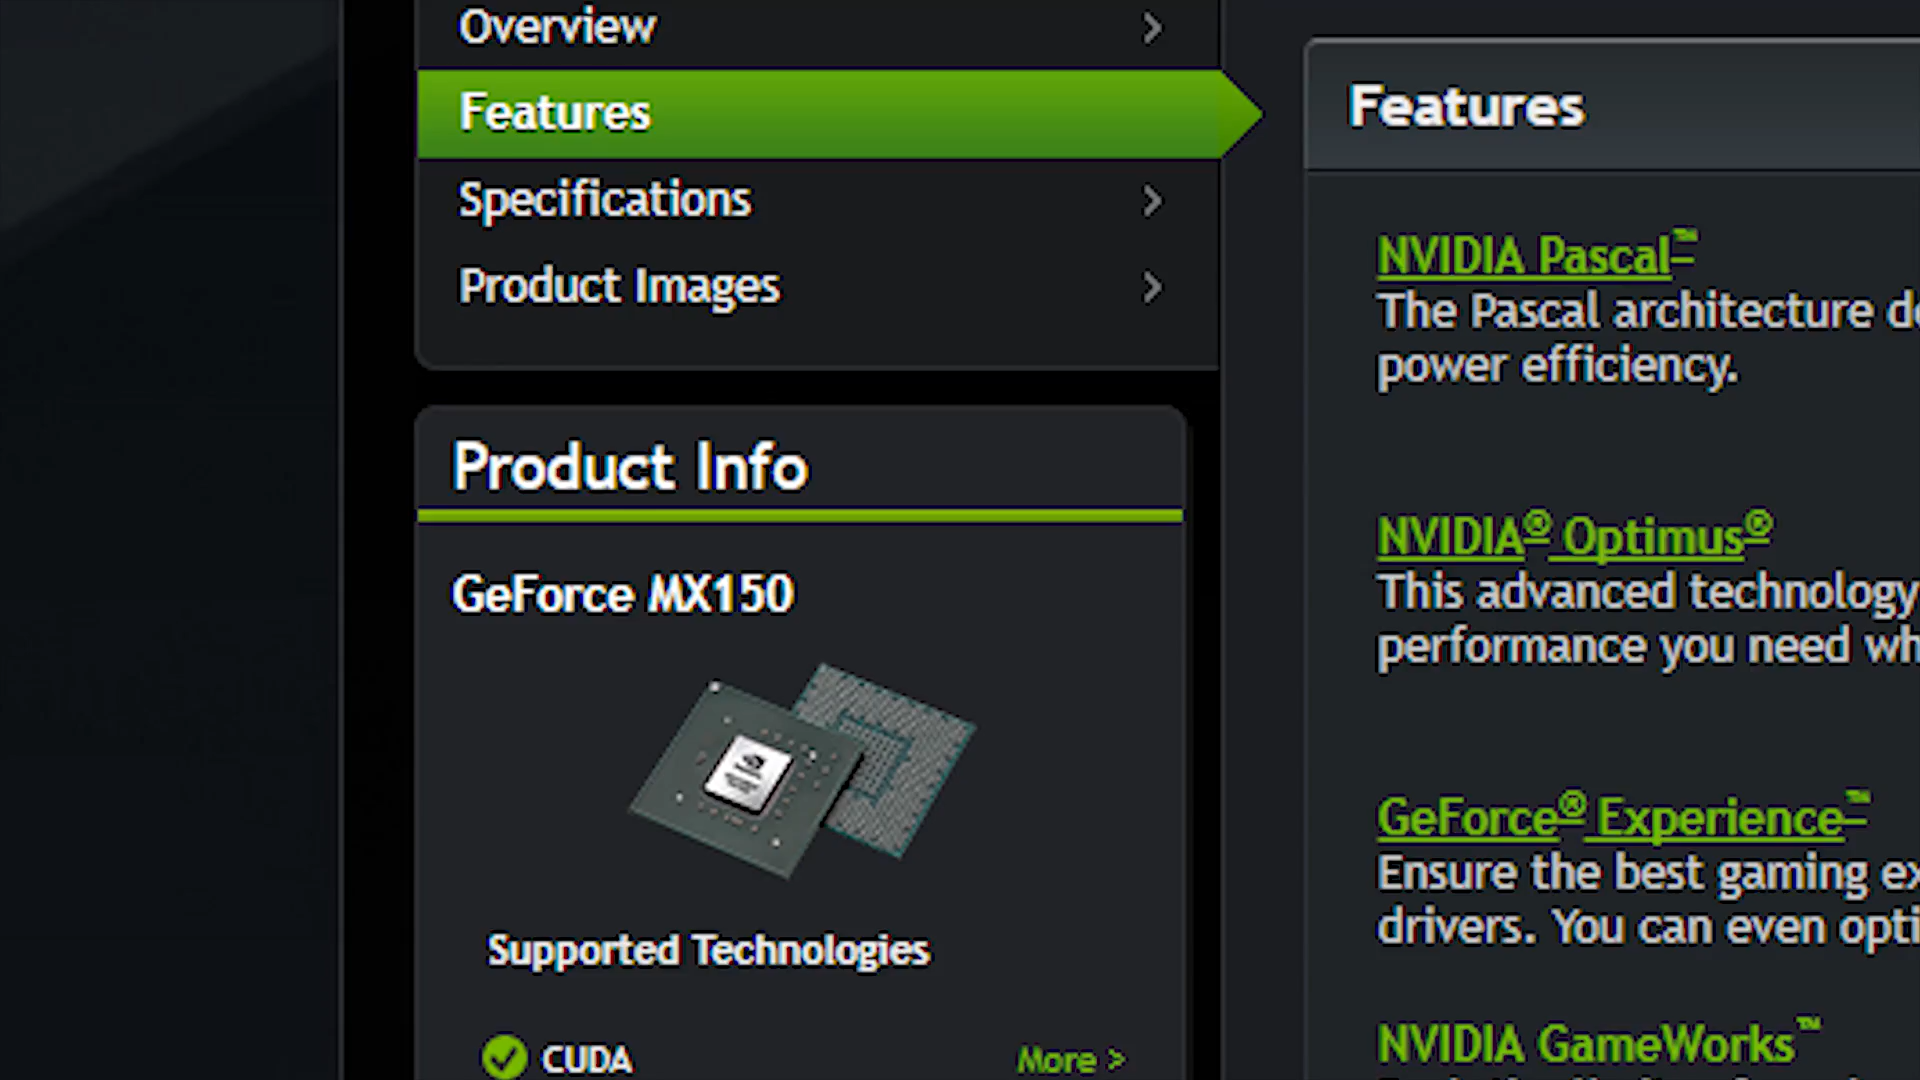 Overview
Features
Specifications
Product Images
Product Info
GeForce MX150
Supported Technologies
CUDA
More >
Features
NVIDIA Pascal™
The Pascal architecture
power efficiency.
NVIDIA® Optimus®
This advanced technology
performance you need
GeForce® Experience™
Ensure the best gaming
drivers. You can even
NVIDIA GameWorks™